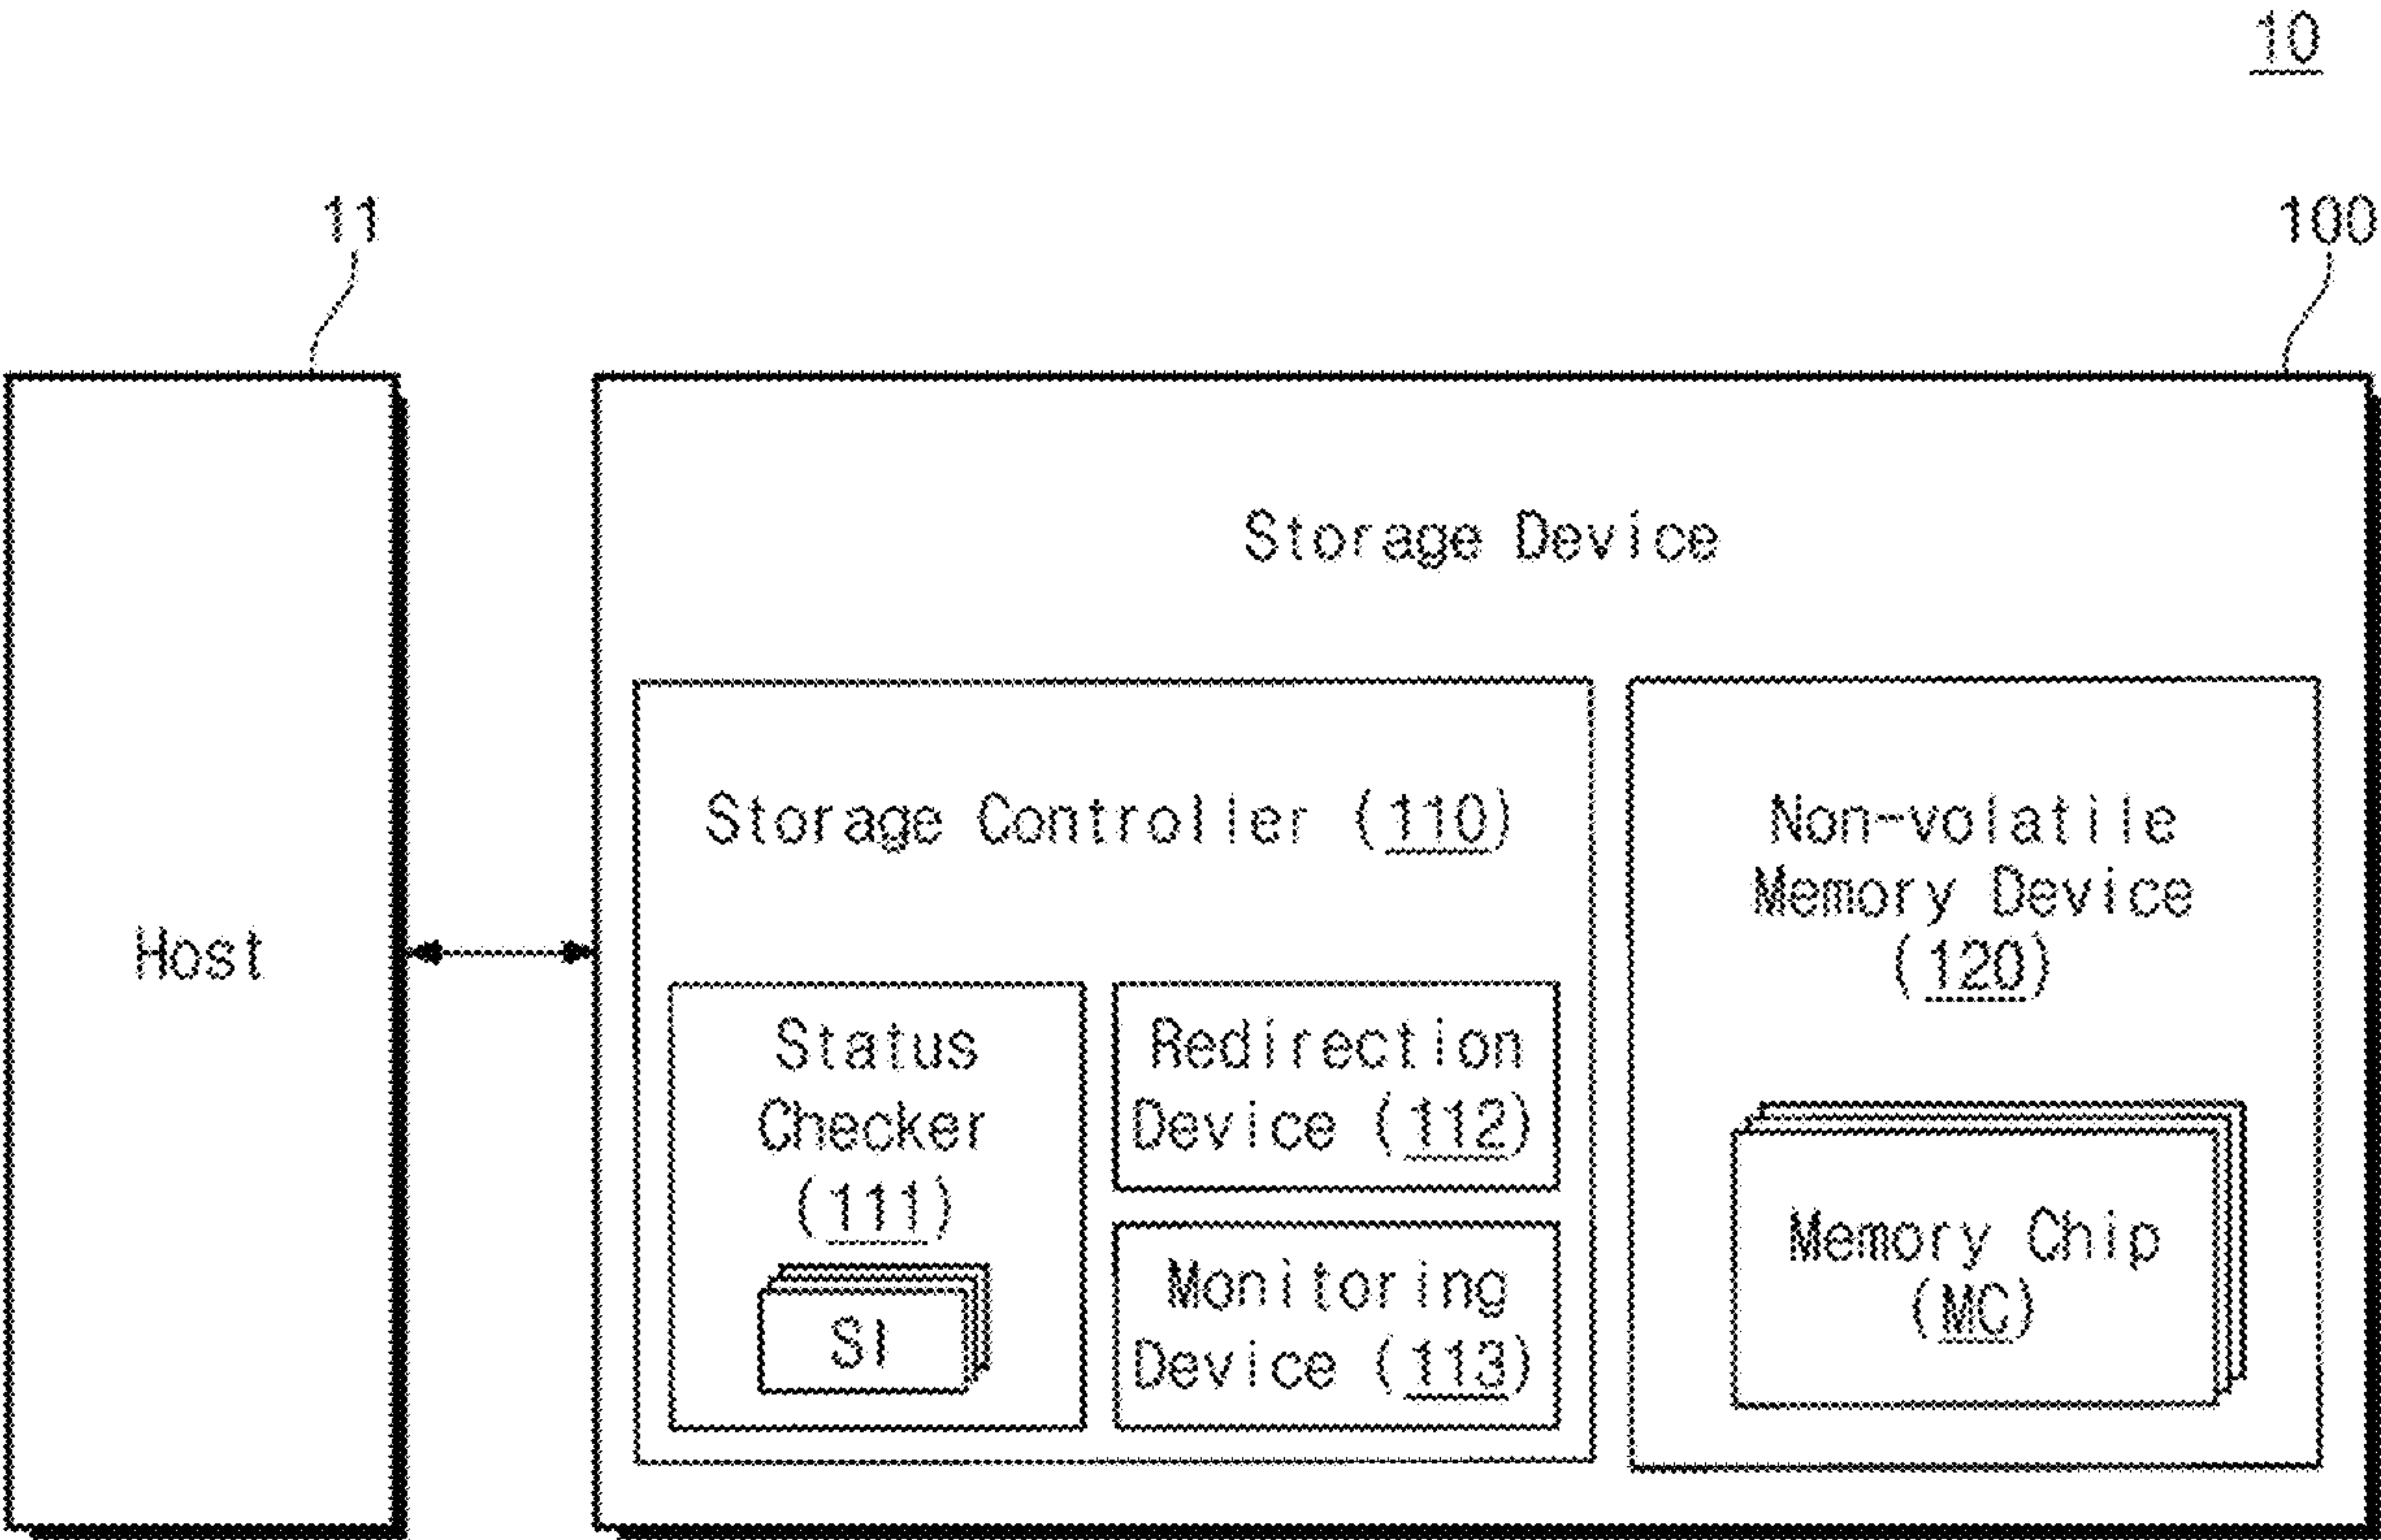 10
11
100
Storage Device
Storage Controller (110)
Non-volatile
Memory Device
(120)
Host
Status
Checker
(111)
SI
Redirection
Device (112)
Monitoring
Device (113)
Memory Chip
(MC)